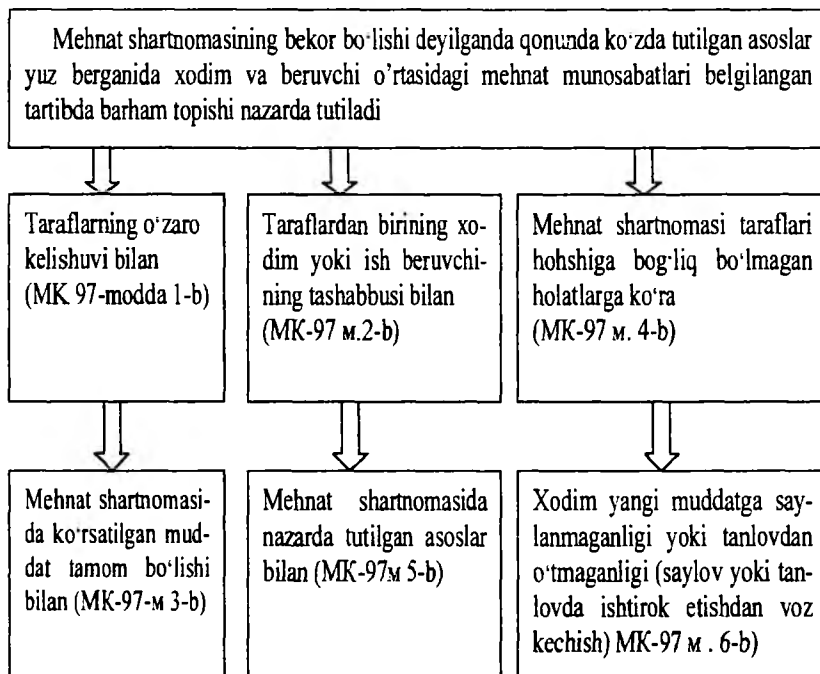 Mehnat shartnomasining bekor bo‘lishi deyilganda qonunda ko‘zda tutilgan asoslar
yuz berganida xodim va beruvchi o’rtasidagi mehnat munosabatlari belgilangan
tartibda barham topishi nazarda tutiladi
Taraflarning o‘zaro
kelishuvi bilan
(MK 97-modda 1-b)
Taraflardan birining xo-
dim yoki ish beruvchi-
ning tashabbusi bilan
(MK-97 м.2-b)
Mehnat shartnomasi taraflari
hohshiga bog‘liq bo‘lmagan
holatlarga ko‘ra
(MK-97 м. 4-b)
Mehnat shartnomasi-
da ko‘rsatilgan mud-
dat tamom bo‘lishi
bilan (MK-97-м 3-b)
Mehnat shartnomasida
nazarda tutilgan asoslar
bilan (MK-97м 5-b)
Xodim yangi muddatga say-
lanmaganligi yoki tanlovdan
o‘tmaganligi (saylov yoki tan-
lovda ishtirok etishdan voz
kechish) MK-97 м . 6-b)